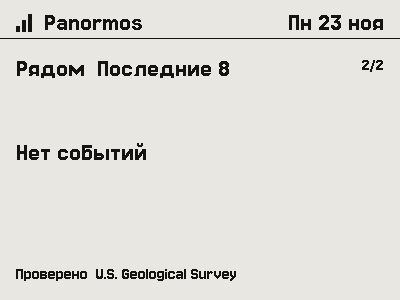 Panormos Пн 23 ноя
Рядом Последние 8 2/2
Нет событий
Проверено U.S. Geological Survey